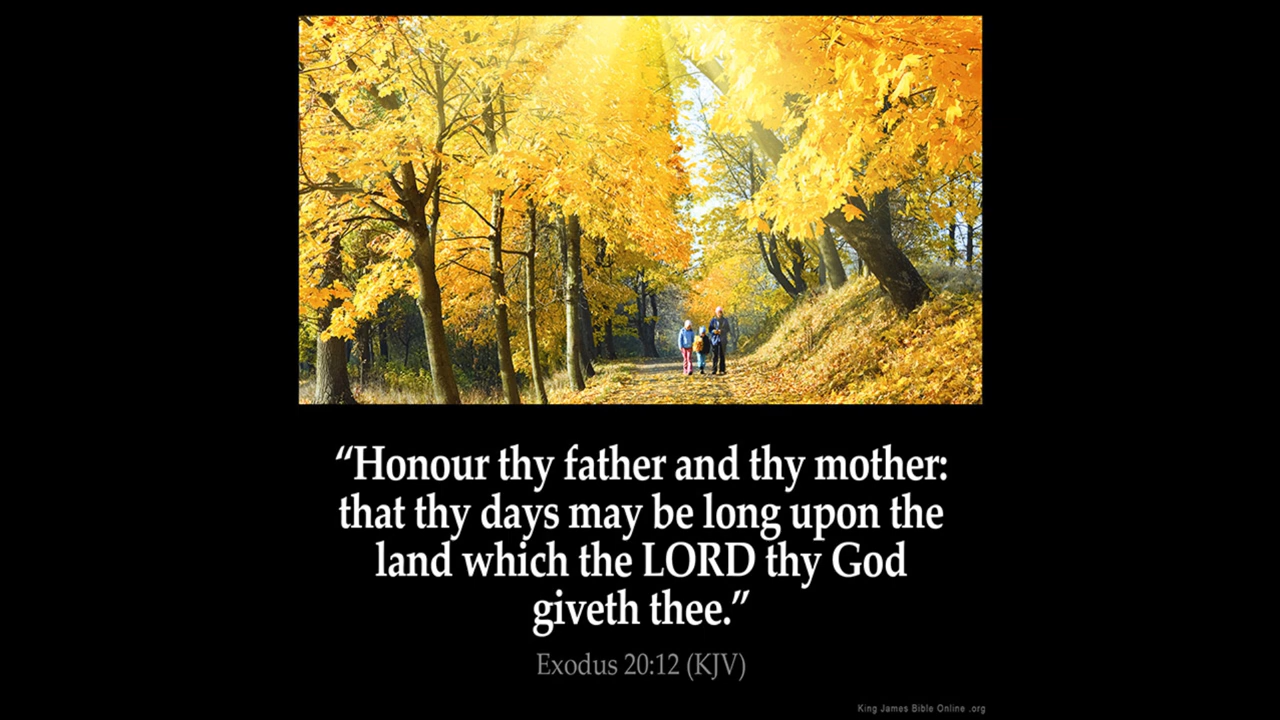 “Honour thy father and thy mother:
that thy days may be long upon the
land which the LORD thy God
giveth thee.”
Exodus 20:12 (KJV)
King James Bible Online .org